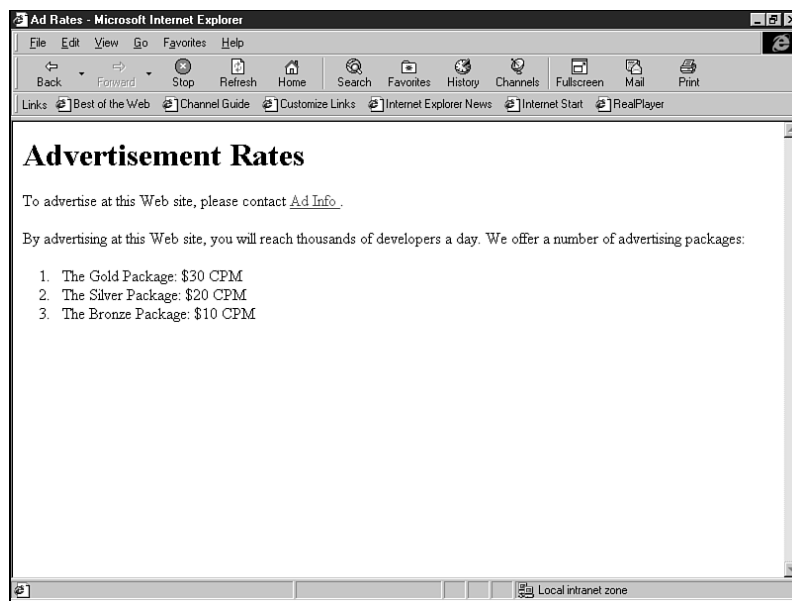 Ad Rates - Microsoft Internet Explorer
File Edit View Go Favorites Help
Back Forward Stop Refresh Home Search Favorites History Channels Fullscreen Mail Print
Links Best of the Web Channel Guide Customize Links Internet Explorer News Internet Start RealPlayer
Advertisement Rates
To advertise at this Web site, please contact Ad Info .
By advertising at this Web site, you will reach thousands of developers a day. We offer a number of advertising packages:
1. The Gold Package: $30 CPM
2. The Silver Package: $20 CPM
3. The Bronze Package: $10 CPM
Local intranet zone